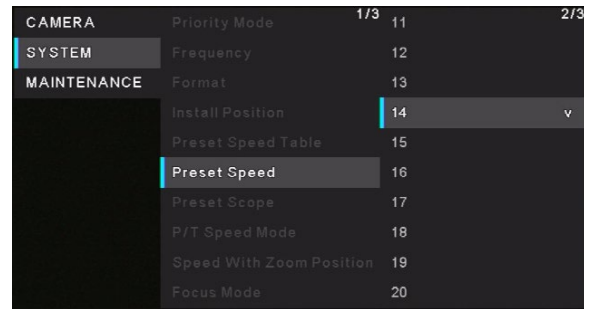 CAMERA
SYSTEM
MAINTENANCE
1/3
Priority Mode
Frequency
Format
Install Position
Preset Speed Table
Preset Speed
Preset Scope
P/T Speed Mode
Speed With Zoom Position
Focus Mode
2/3
11
12
13
14 v
15
16
17
18
19
20